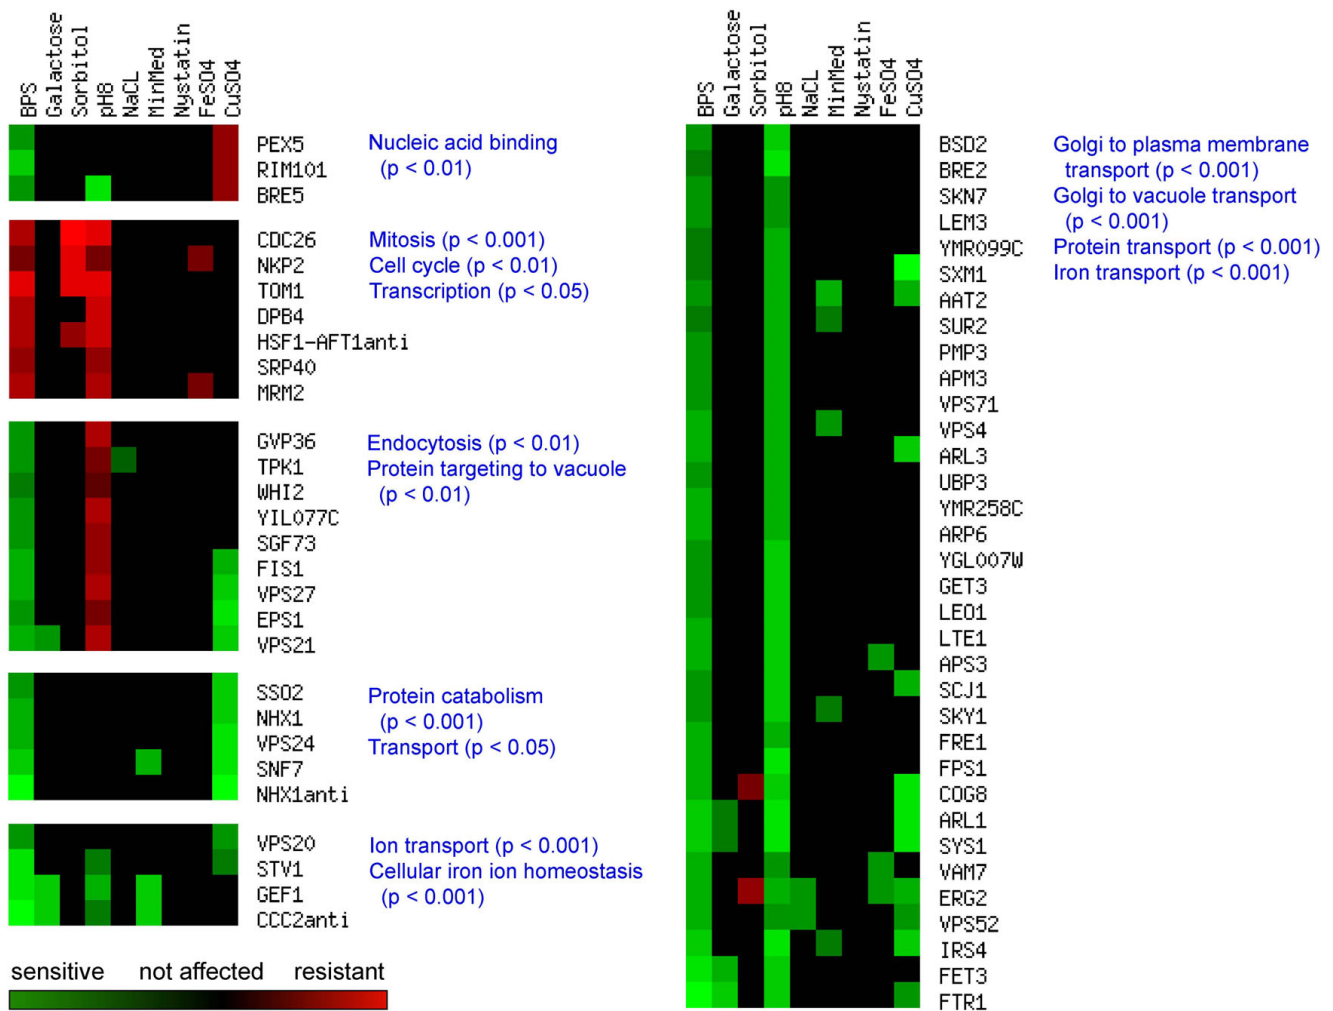 BPS
Galactose
Sorbitol
pH8
NaCL
MinMed
Nystatin
FeSO4
CuSO4
PEX5
RIM101
BRE5
Nucleic acid binding
(p < 0.01)
CDC26
NKP2
TOM1
DPB4
HSF1-AFT1anti
SRP40
MRM2
Mitosis (p < 0.001)
Cell cycle (p < 0.01)
Transcription (p < 0.05)
GVP36
TPK1
WHI2
YIL077C
SGF73
FIS1
VPS27
EPS1
VPS21
Endocytosis (p < 0.01)
Protein targeting to vacuole
(p < 0.01)
SSO2
NHX1
VPS24
SNF7
NHX1anti
Protein catabolism
(p < 0.001)
Transport (p < 0.05)
VPS20
STV1
GEF1
CCC2anti
Ion transport (p < 0.001)
Cellular iron ion homeostasis
(p < 0.001)
sensitive not affected resistant
BPS
Galactose
Sorbitol
pH8
NaCL
MinMed
Nystatin
FeSO4
CuSO4
BSD2
BRE2
SKN7
LEM3
YMR099C
SXM1
AAT2
SUR2
PMP3
APM3
VPS71
VPS4
ARL3
UBP3
YMR258C
ARP6
YGL007W
GET3
LEO1
LTE1
APS3
SCJ1
SKY1
FRE1
FPS1
COG8
ARL1
SYS1
VAM7
ERG2
VPS52
IRS4
FET3
FTR1
Golgi to plasma membrane
transport (p < 0.001)
Golgi to vacuole transport
(p < 0.001)
Protein transport (p < 0.001)
Iron transport (p < 0.001)